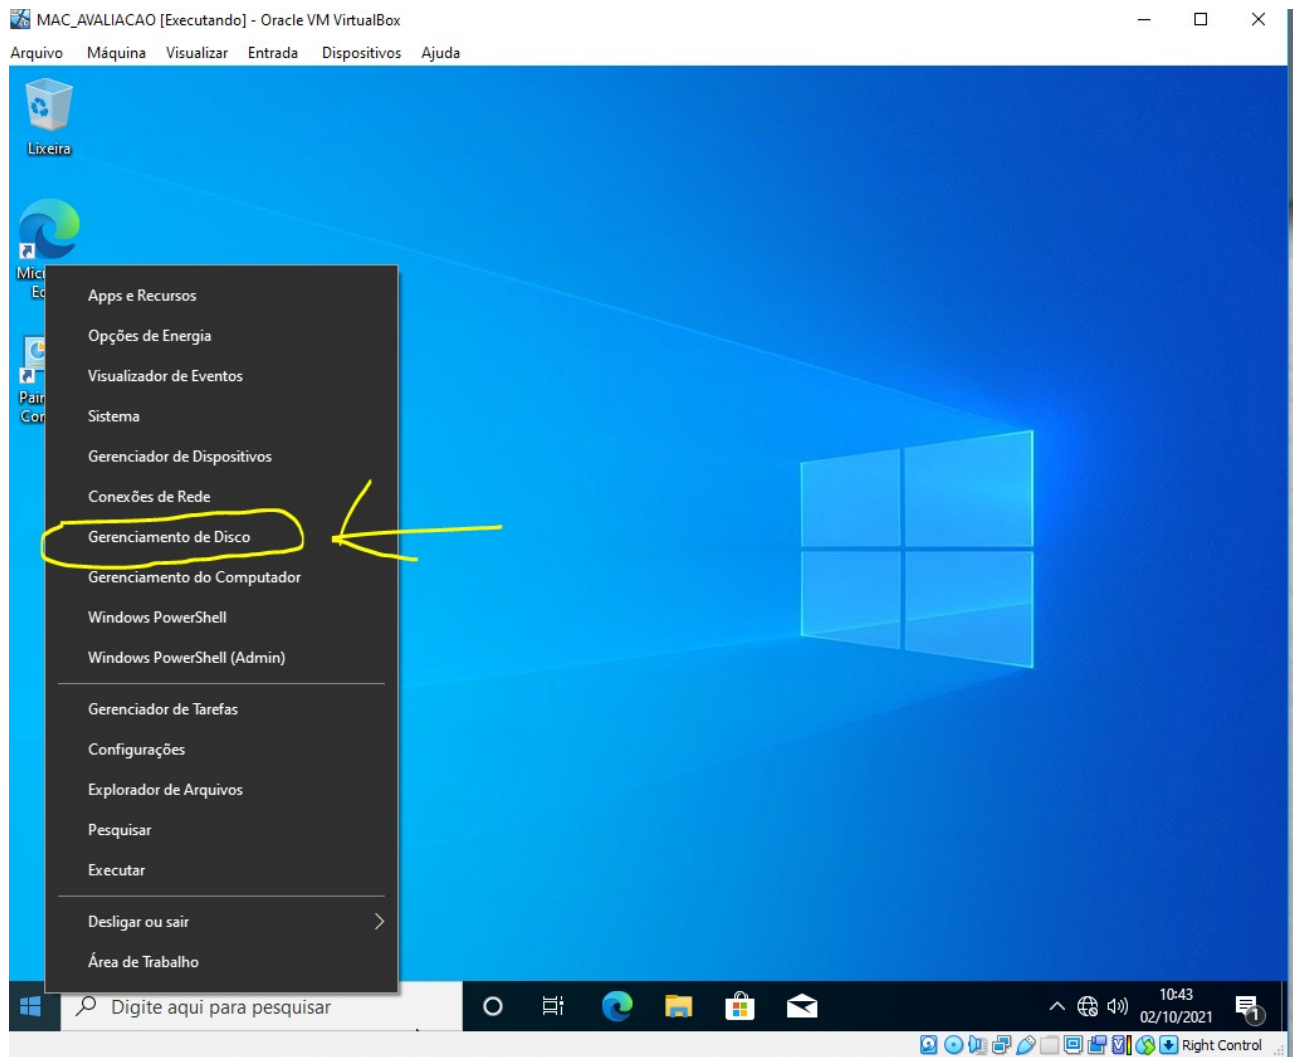 MAC_AVALIACAO [Executando] - Oracle VM VirtualBox
Arquivo Máquina Visualizar Entrada Dispositivos Ajuda
Lixeira
Apps e Recursos
Opções de Energia
Visualizador de Eventos
Sistema
Gerenciador de Dispositivos
Conexões de Rede
Gerenciamento de Disco
Gerenciamento do Computador
Windows PowerShell
Windows PowerShell (Admin)
Gerenciador de Tarefas
Configurações
Explorador de Arquivos
Pesquisar
Executar
Desligar ou sair
Área de Trabalho
Digite aqui para pesquisar
10:43
02/10/2021
1
Right Control